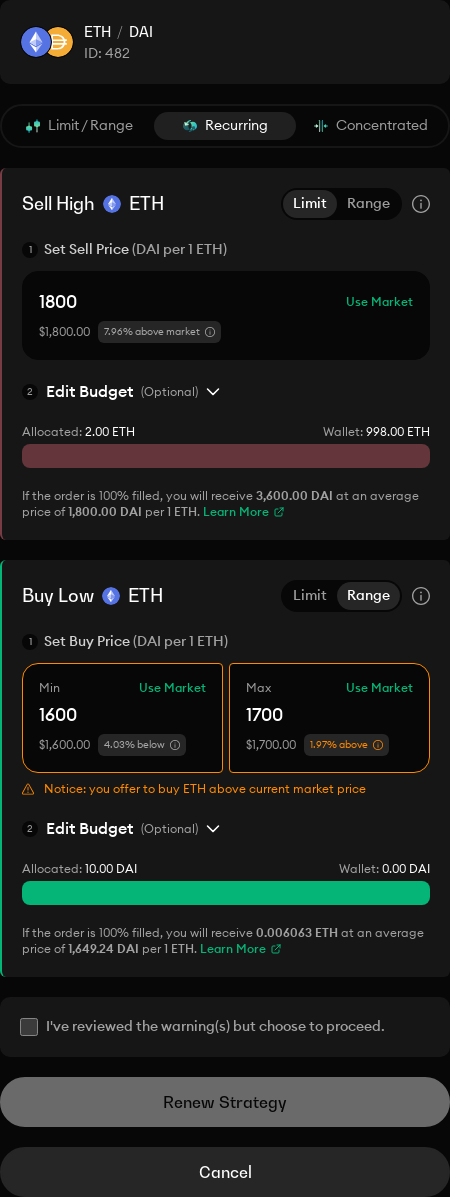 ETH / DAI
ID: 482
Limit / Range Recurring Concentrated
Sell High ETH Limit Range
1 Set Sell Price (DAI per 1 ETH)
1800 Use Market
$1,800.00 7.96% above market
2 Edit Budget (Optional)
Allocated: 2.00 ETH Wallet: 998.00 ETH
If the order is 100% filled, you will receive 3,600.00 DAI at an average
price of 1,800.00 DAI per 1 ETH. Learn More
Buy Low ETH Limit Range
1 Set Buy Price (DAI per 1 ETH)
Min Use Market Max Use Market
1600 1700
$1,600.00 4.03% below $1,700.00 1.97% above
Notice: you offer to buy ETH above current market price
2 Edit Budget (Optional)
Allocated: 10.00 DAI Wallet: 0.00 DAI
If the order is 100% filled, you will receive 0.006063 ETH at an average
price of 1,649.24 DAI per 1 ETH. Learn More
I've reviewed the warning(s) but choose to proceed.
Renew Strategy
Cancel